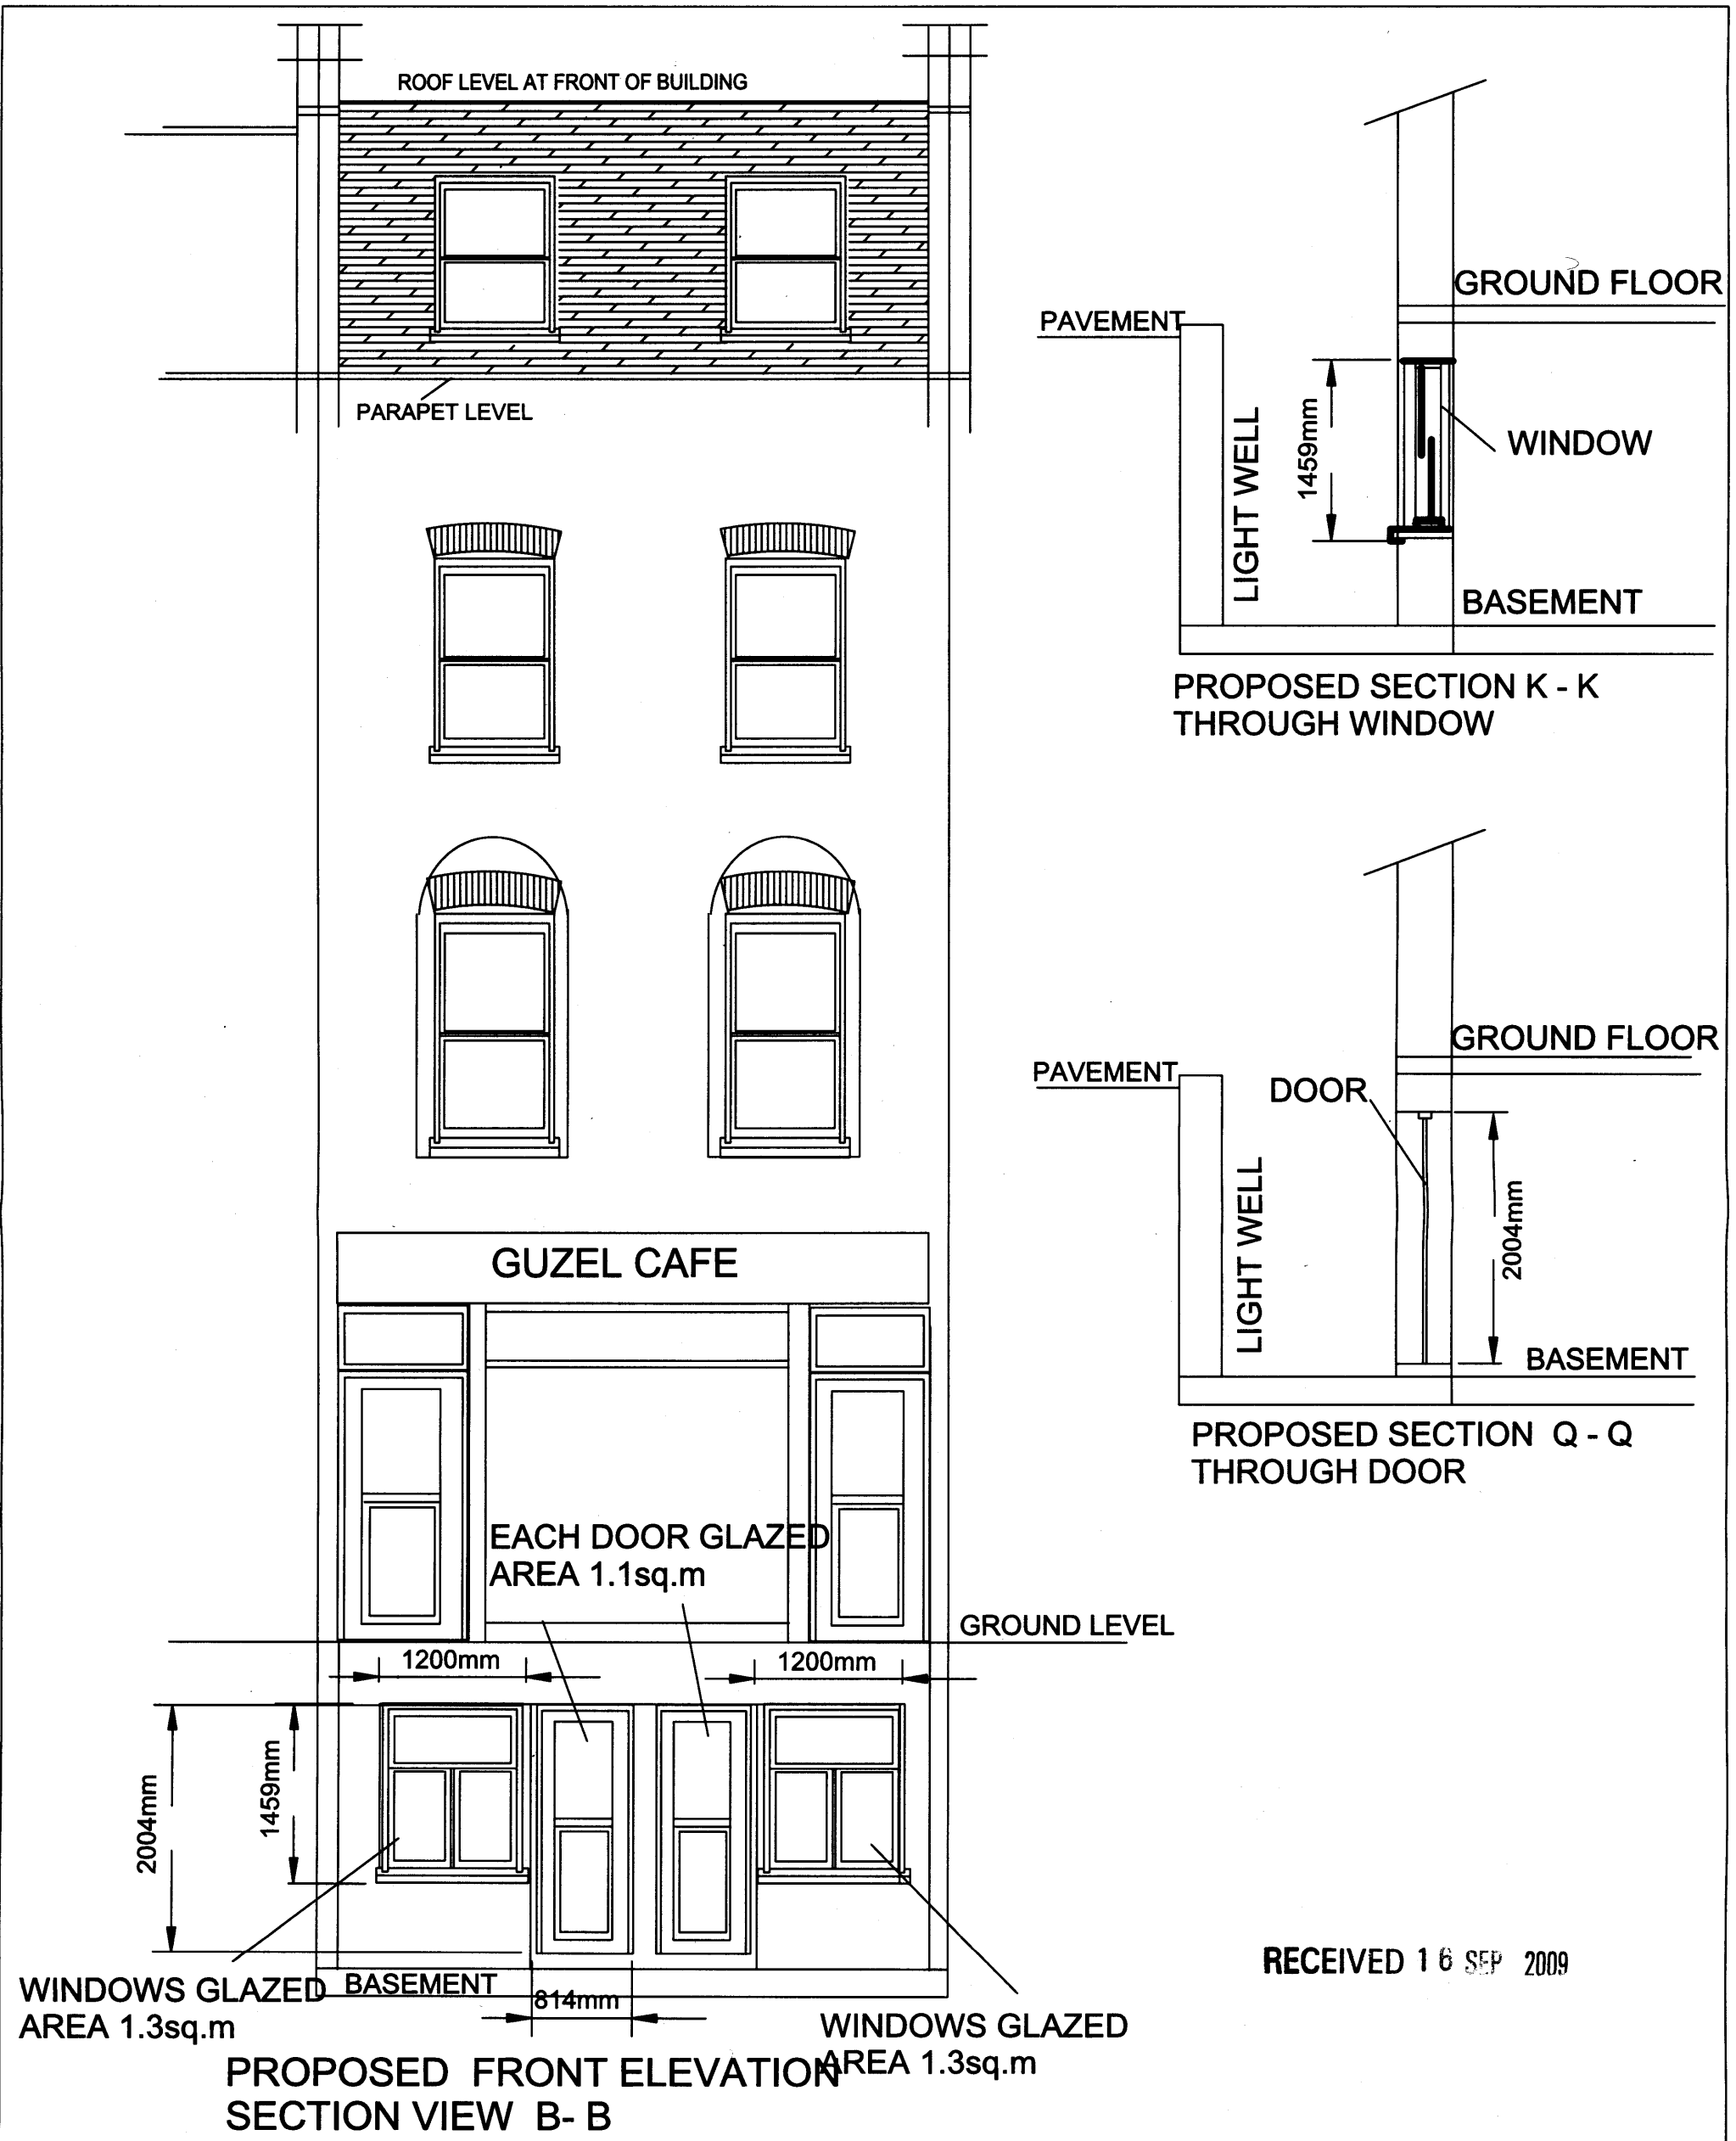 ROOF LEVEL AT FRONT OF BUILDING
PARAPET LEVEL
GUZEL CAFE
EACH DOOR GLAZED
AREA 1.1sq.m
GROUND LEVEL
1200mm
1200mm
2004mm
1459mm
WINDOWS GLAZED
AREA 1.3sq.m
BASEMENT
814mm
WINDOWS GLAZED
AREA 1.3sq.m
PROPOSED FRONT ELEVATION
SECTION VIEW B- B
GROUND FLOOR
PAVEMENT
LIGHT WELL
1459mm
WINDOW
BASEMENT
PROPOSED SECTION K - K
THROUGH WINDOW
GROUND FLOOR
PAVEMENT
DOOR
LIGHT WELL
2004mm
BASEMENT
PROPOSED SECTION Q - Q
THROUGH DOOR
RECEIVED 16 SEP 2009